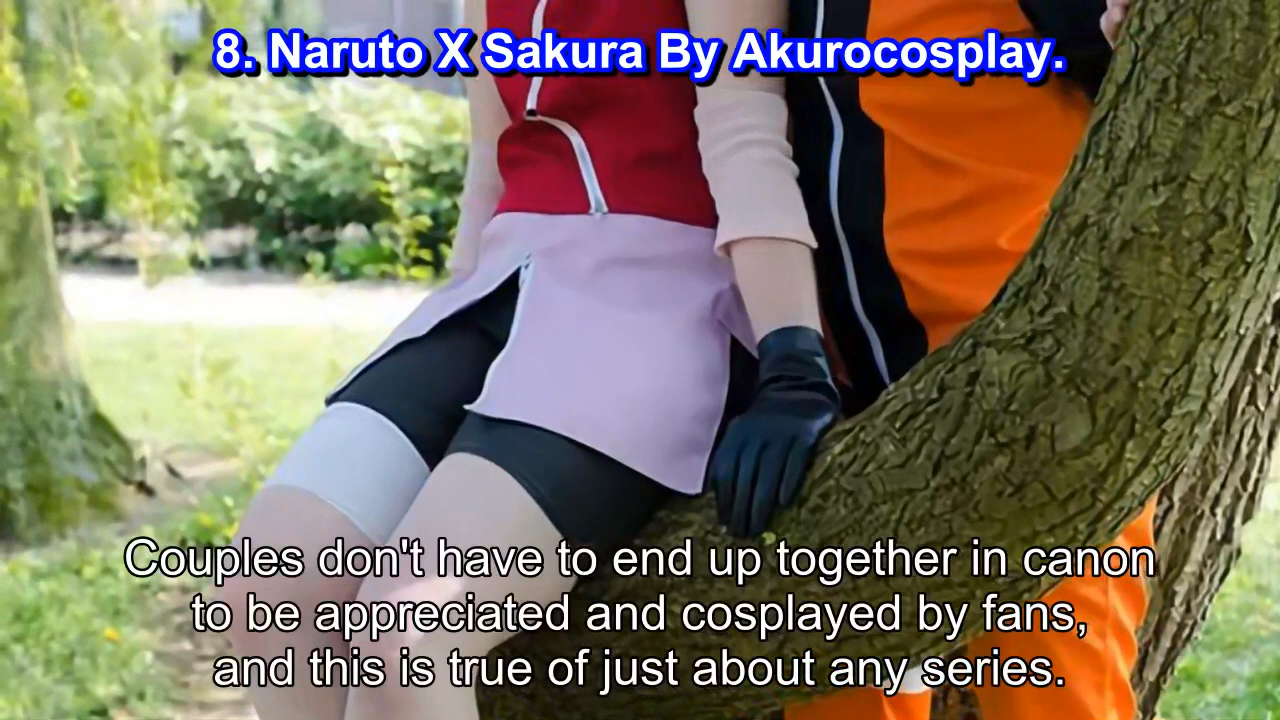 8. Naruto X Sakura By Akurocosplay.
Couples don't have to end up together in canon
to be appreciated and cosplayed by fans,
and this is true of just about any series.